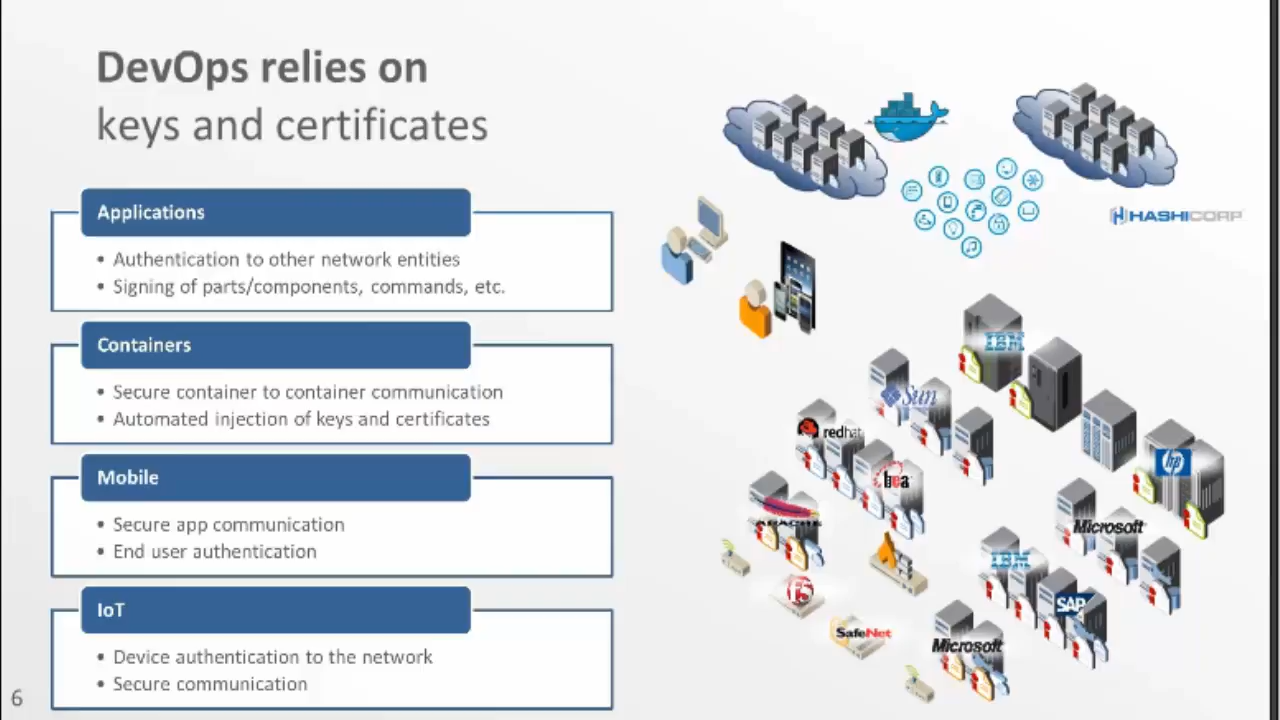 DevOps relies on
keys and certificates
Applications
• Authentication to other network entities
• Signing of parts/components, commands, etc.
Containers
• Secure container to container communication
• Automated injection of keys and certificates
Mobile
• Secure app communication
• End user authentication
IoT
• Device authentication to the network
• Secure communication
6
HASHICORP
IBM
Sun
redhat
bea
hp
APACHE
Microsoft
IBM
f5
SAP
SafeNet
Microsoft